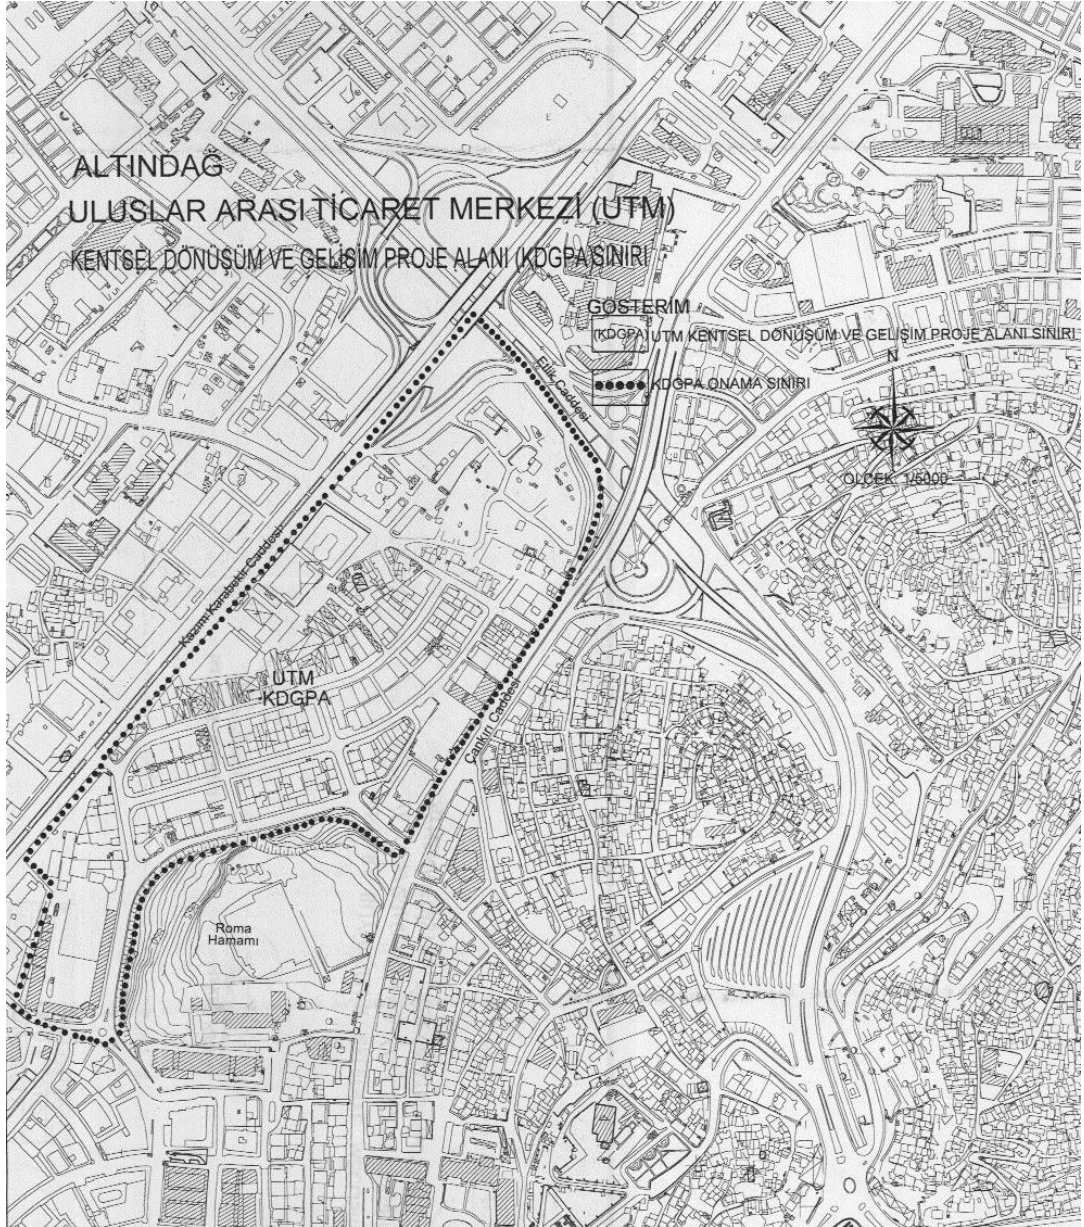 ALTINDAĞ
ULUSLAR ARASI TİCARET MERKEZİ (UTM)
KENTSEL DÖNÜŞÜM VE GELİŞİM PROJE ALANI (KDGPA)SINIRI
GÖSTERİM
(KDGPA) UTM KENTSEL DÖNÜŞÜM VE GELİŞİM PROJE ALANI SINIRI
KDGPA ONAMA SINIRI
N
ÖLÇEK: 1/5000
Etlik Caddesi
Kazım Karabekir Caddesi
UTM
KDGPA
Çankırı Caddesi
Roma
Hamamı